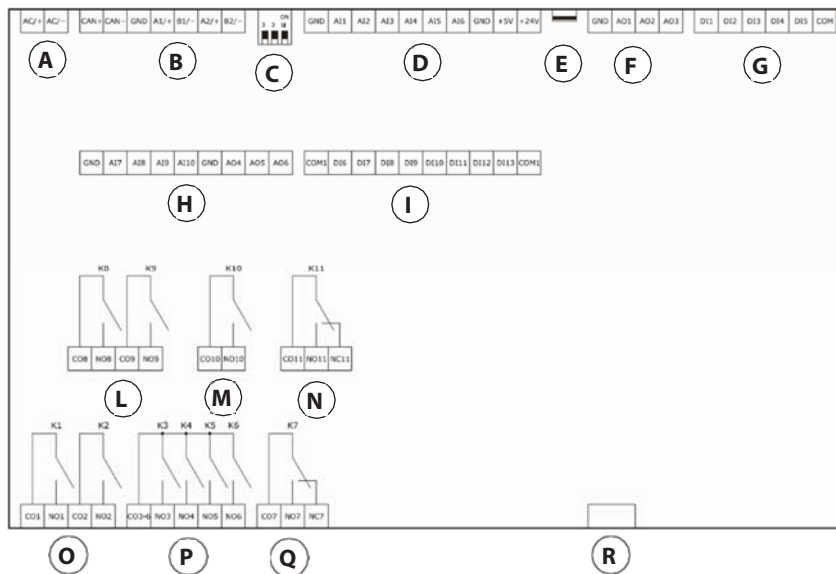 AC/+ AC/- CAN+ CAN- GND A1/+ B1/- A2/+ B2/- ON GND AI1 AI2 AI3 AI4 AI5 AI6 GND +5V +24V GND AO1 AO2 AO3 DI1 DI2 DI3 DI4 DI5 COM
A B C D E F G
GND AI7 AI8 AI9 AI10 GND AO4 AO5 AO6 COM1 DI6 DI7 DI8 DI9 DI10 DI11 DI12 DI13 COM1
H I
K8 K9 K10 K11
CO8 NO8 CO9 NO9 CO10 NO10 CO11 NO11 NC11
L M N
K1 K2 K3 K4 K5 K6 K7
CO1 NO1 CO2 NO2 CO3-6 NO3 NO4 NO5 NO6 CO7 NO7 NC7
O P Q R